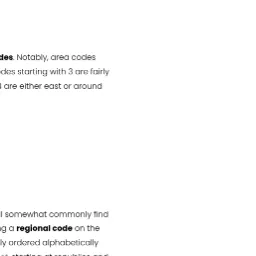 des. Notably, area codes
des starting with 3 are fairly
are either east or around
l somewhat commonly find
g a regional code on the
ly ordered alphabetically